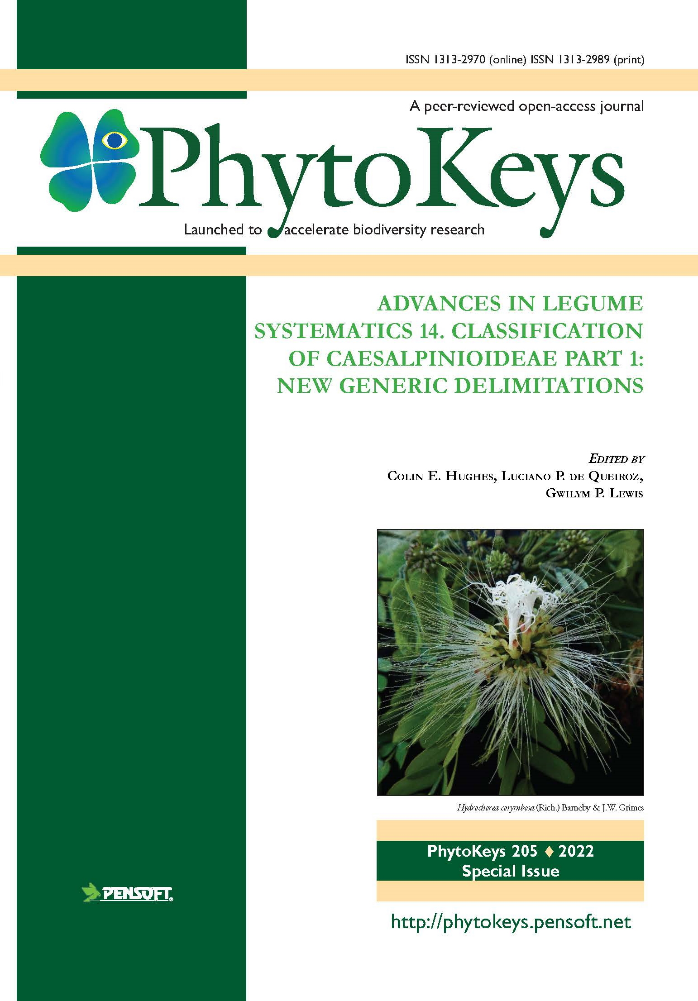 ISSN 1313-2970 (online) ISSN 1313-2989 (print)
A peer-reviewed open-access journal
PhytoKeys
Launched to accelerate biodiversity research
ADVANCES IN LEGUME
SYSTEMATICS 14. CLASSIFICATION
OF CAESALPINIOIDEAE PART 1:
NEW GENERIC DELIMITATIONS
EDITED BY
COLIN E. HUGHES, LUCIANO P. DE QUEIROZ,
GWILYM P. LEWIS
Hydrochorea corymbosa (Rich.) Barneby & J.W. Grimes
PhytoKeys 205 ♦ 2022
Special Issue
PENSOFT.
http://phytokeys.pensoft.net